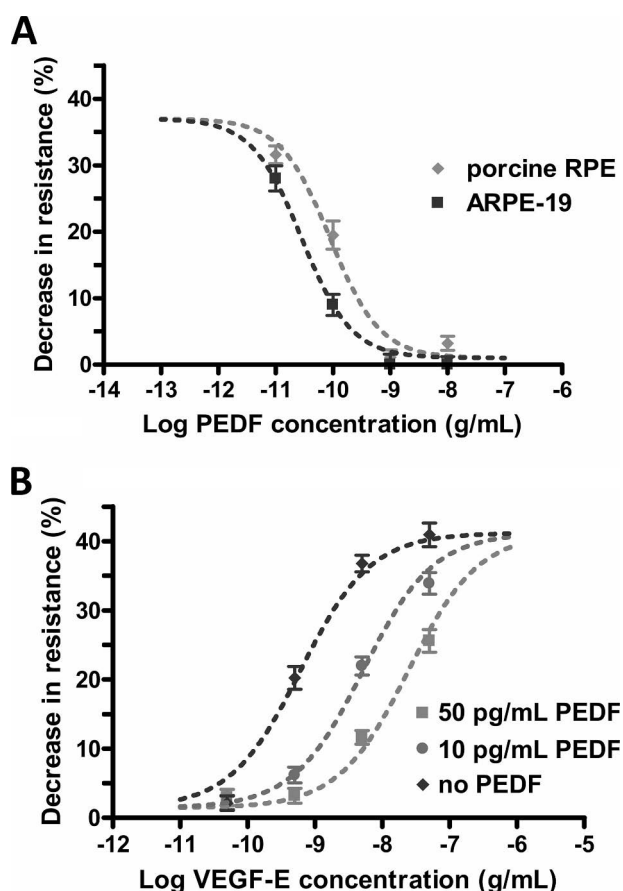 A
Decrease in resistance (%)
40
30
20
10
0
porcine RPE
ARPE-19
-14 -13 -12 -11 -10 -9 -8 -7 -6
Log PEDF concentration (g/mL)
B
Decrease in resistance (%)
40
30
20
10
0
50 pg/mL PEDF
10 pg/mL PEDF
no PEDF
-12 -11 -10 -9 -8 -7 -6 -5
Log VEGF-E concentration (g/mL)